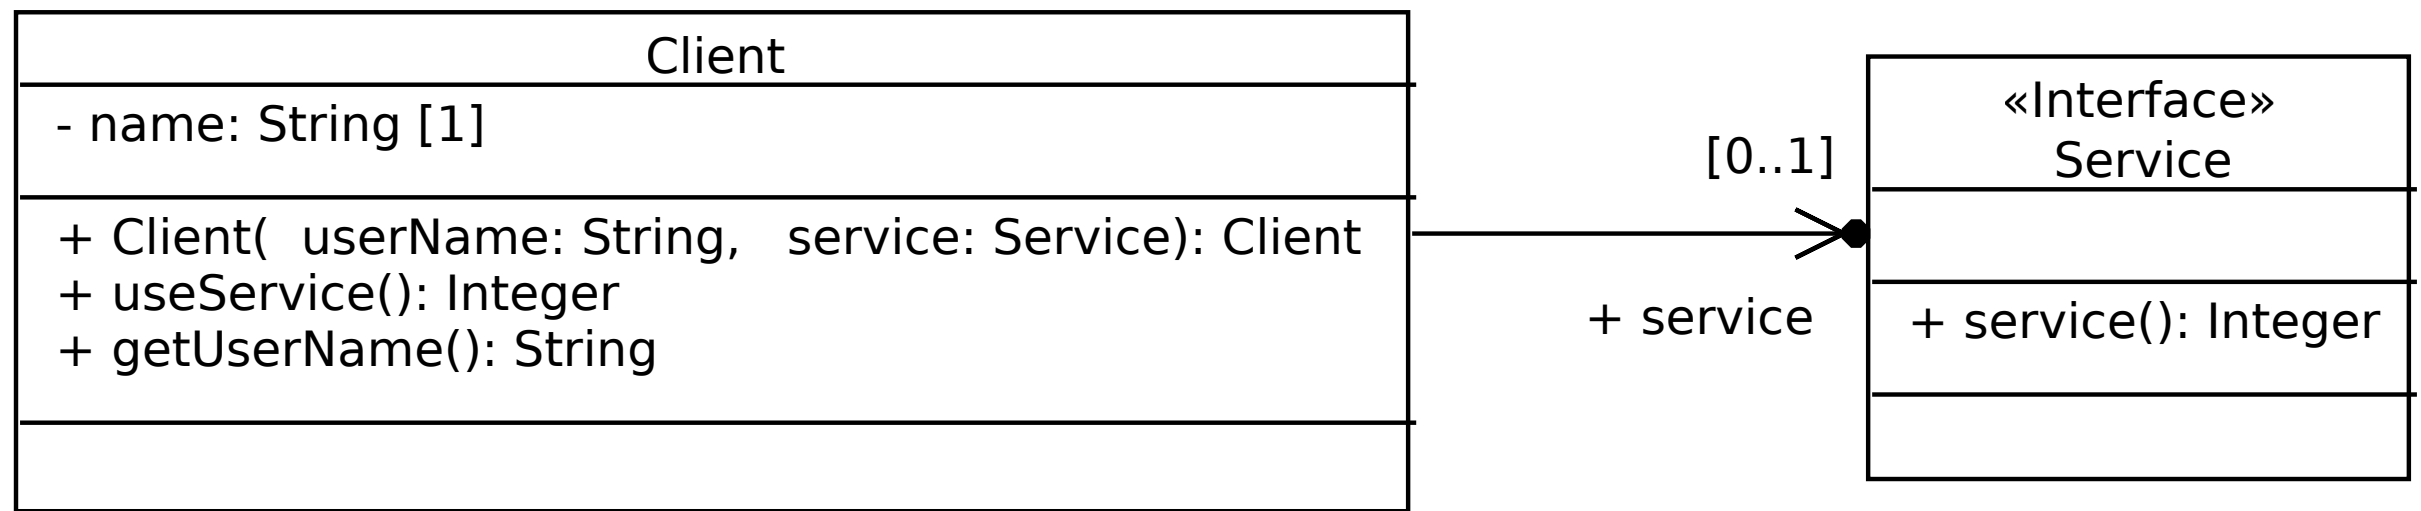 Client
- name: String [1]
+ Client(  userName: String,   service: Service): Client
+ useService(): Integer
+ getUserName(): String
[0..1]
+ service
«Interface»
Service
+ service(): Integer